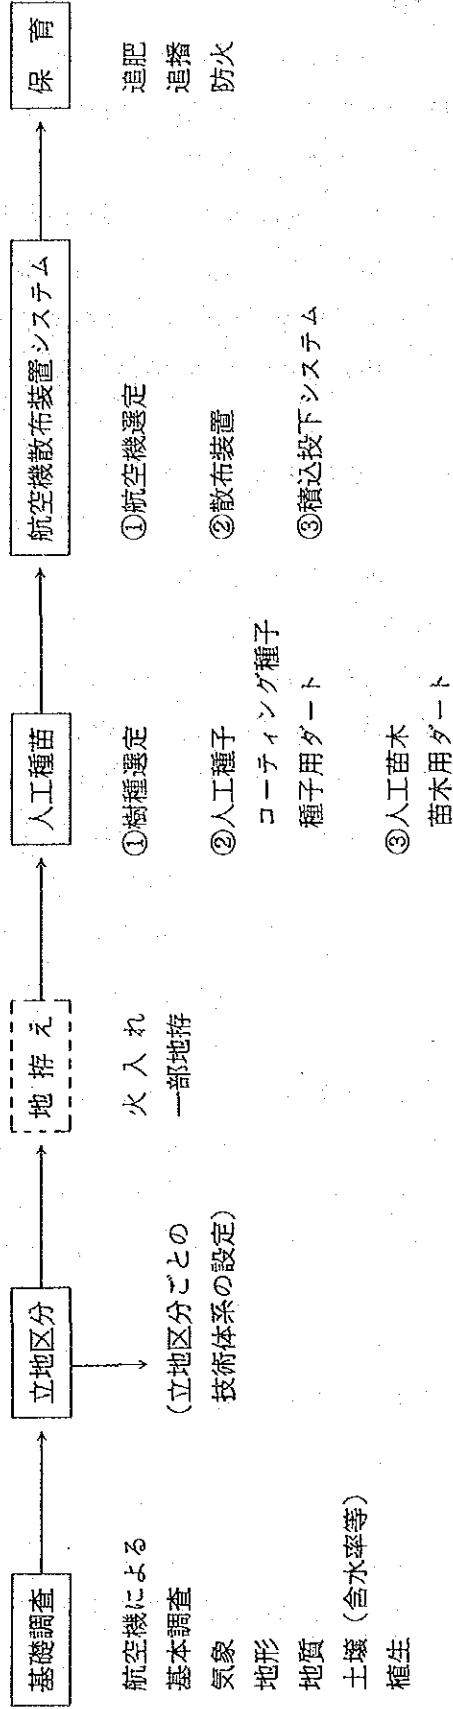 基礎調査
航空機による
基本調査
気象
地形
地質
土壌(含水率等)
植生
立地区分
(立地区分ごとの
技術体系の設定)
地拵え
火入れ
一部地拵
人工種苗
①樹種選定
②人工種子
コーティング種子
種子用ダート
③人工苗木
苗木用ダート
航空機散布装置システム
①航空機選定
②散布装置
③積込投下システム
保育
追肥
追播
防火